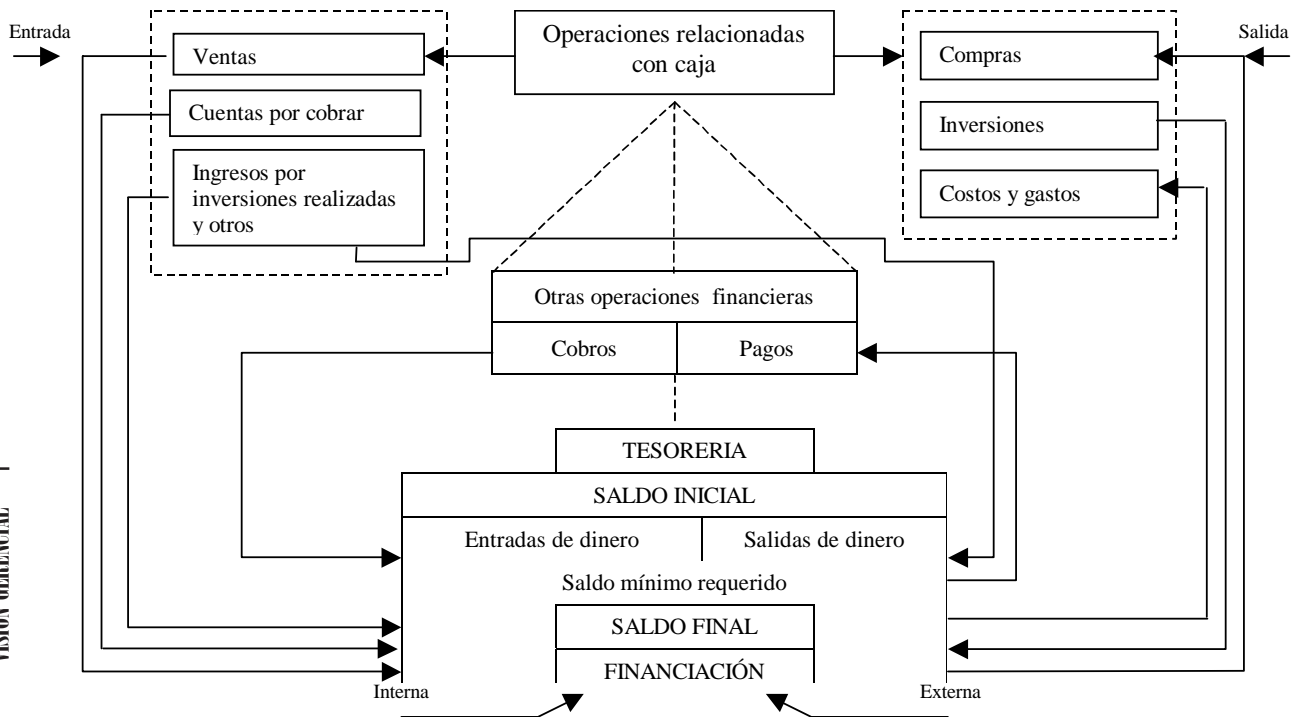 Entrada
Ventas
Cuentas por cobrar
Ingresos por
inversiones realizadas
y otros
Operaciones relacionadas
con caja
Salida
Compras
Inversiones
Costos y gastos
Otras operaciones financieras
Cobros
Pagos
TESORERIA
SALDO INICIAL
Entradas de dinero
Salidas de dinero
Saldo mínimo requerido
SALDO FINAL
FINANCIACIÓN
Interna
Externa
VISIÓN GERENCIAL